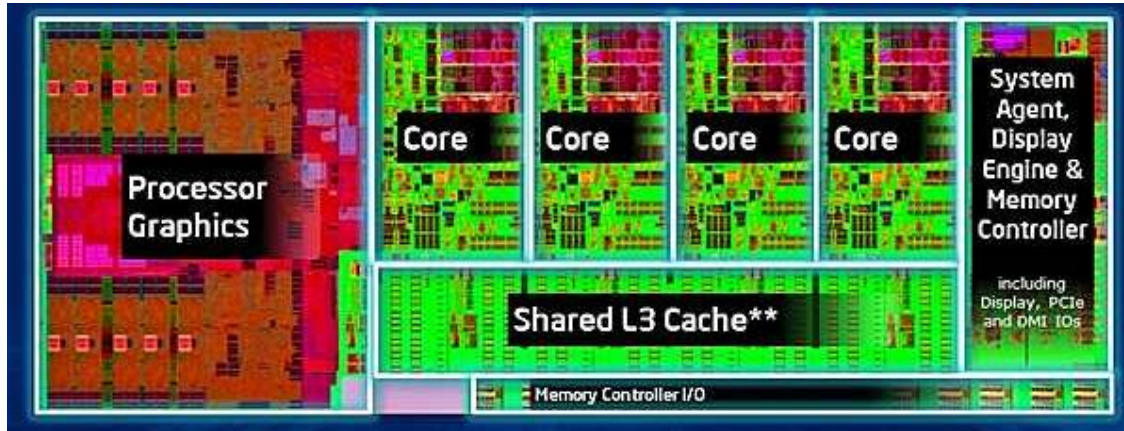 Processor
Graphics
Core
Core
Core
Core
System
Agent,
Display
Engine &
Memory
Controller
including
Display, PCIe
and DMI IOs
Shared L3 Cache**
Memory Controller I/O